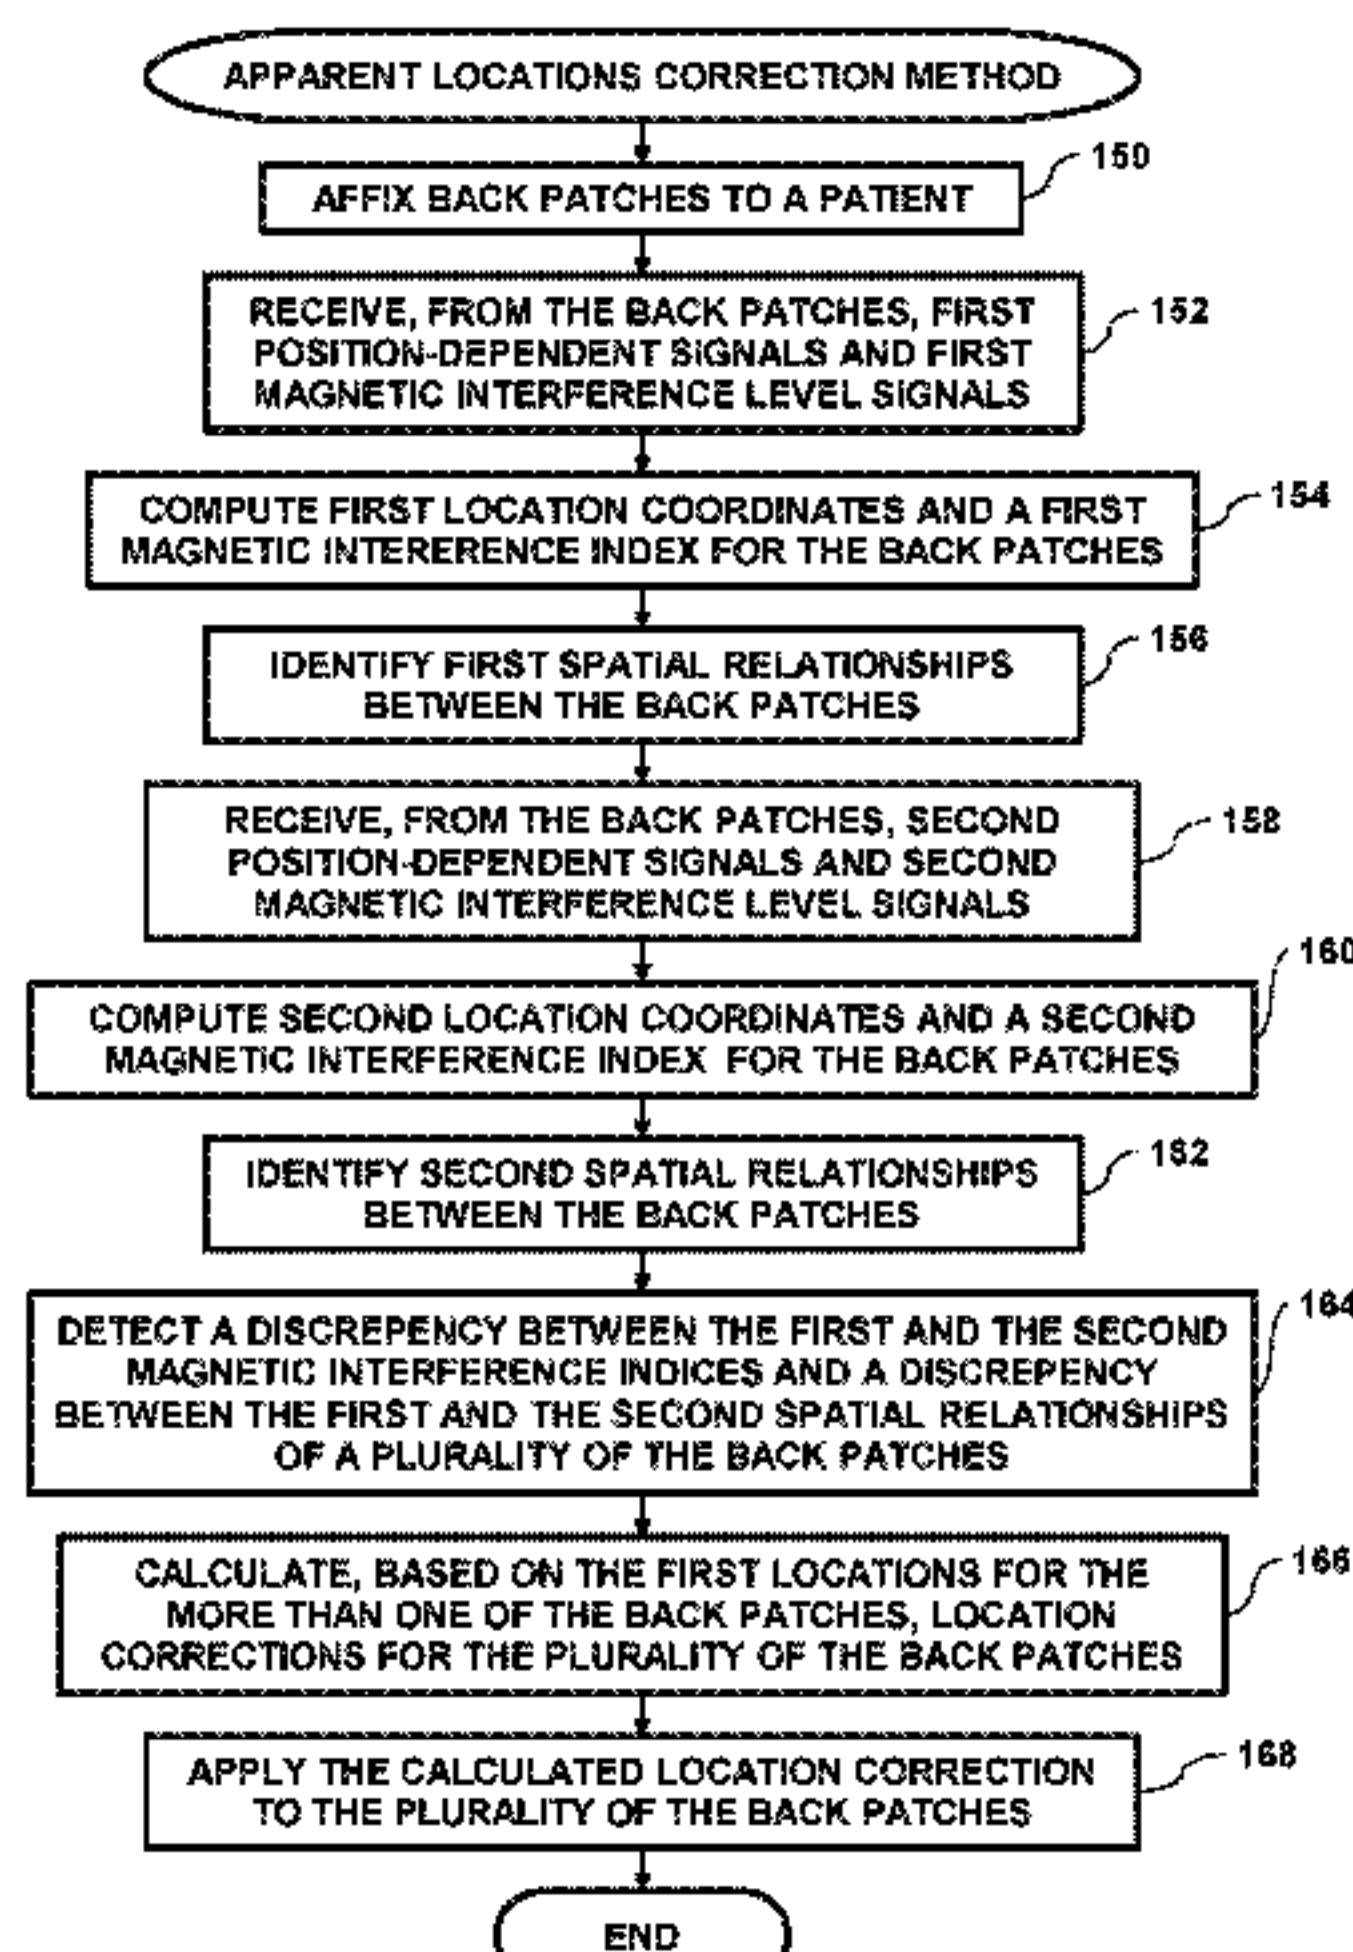 APPARENT LOCATIONS CORRECTION METHOD
150
AFFIX BACK PATCHES TO A PATIENT
152
RECEIVE, FROM THE BACK PATCHES, FIRST
POSITION-DEPENDENT SIGNALS AND FIRST
MAGNETIC INTERFERENCE LEVEL SIGNALS
154
COMPUTE FIRST LOCATION COORDINATES AND A FIRST
MAGNETIC INTERERENCE INDEX FOR THE BACK PATCHES
156
IDENTIFY FIRST SPATIAL RELATIONSHIPS
BETWEEN THE BACK PATCHES
158
RECEIVE, FROM THE BACK PATCHES, SECOND
POSITION-DEPENDENT SIGNALS AND SECOND
MAGNETIC INTERFERENCE LEVEL SIGNALS
160
COMPUTE SECOND LOCATION COORDINATES AND A SECOND
MAGNETIC INTERFERENCE INDEX FOR THE BACK PATCHES
162
IDENTIFY SECOND SPATIAL RELATIONSHIPS
BETWEEN THE BACK PATCHES
164
DETECT A DISCREPENCY BETWEEN THE FIRST AND THE SECOND
MAGNETIC INTERFERENCE INDICES AND A DISCREPENCY
BETWEEN THE FIRST AND THE SECOND SPATIAL RELATIONSHIPS
OF A PLURALITY OF THE BACK PATCHES
166
CALCULATE, BASED ON THE FIRST LOCATIONS FOR THE
MORE THAN ONE OF THE BACK PATCHES, LOCATION
CORRECTIONS FOR THE PLURALITY OF THE BACK PATCHES
168
APPLY THE CALCULATED LOCATION CORRECTION
TO THE PLURALITY OF THE BACK PATCHES
END